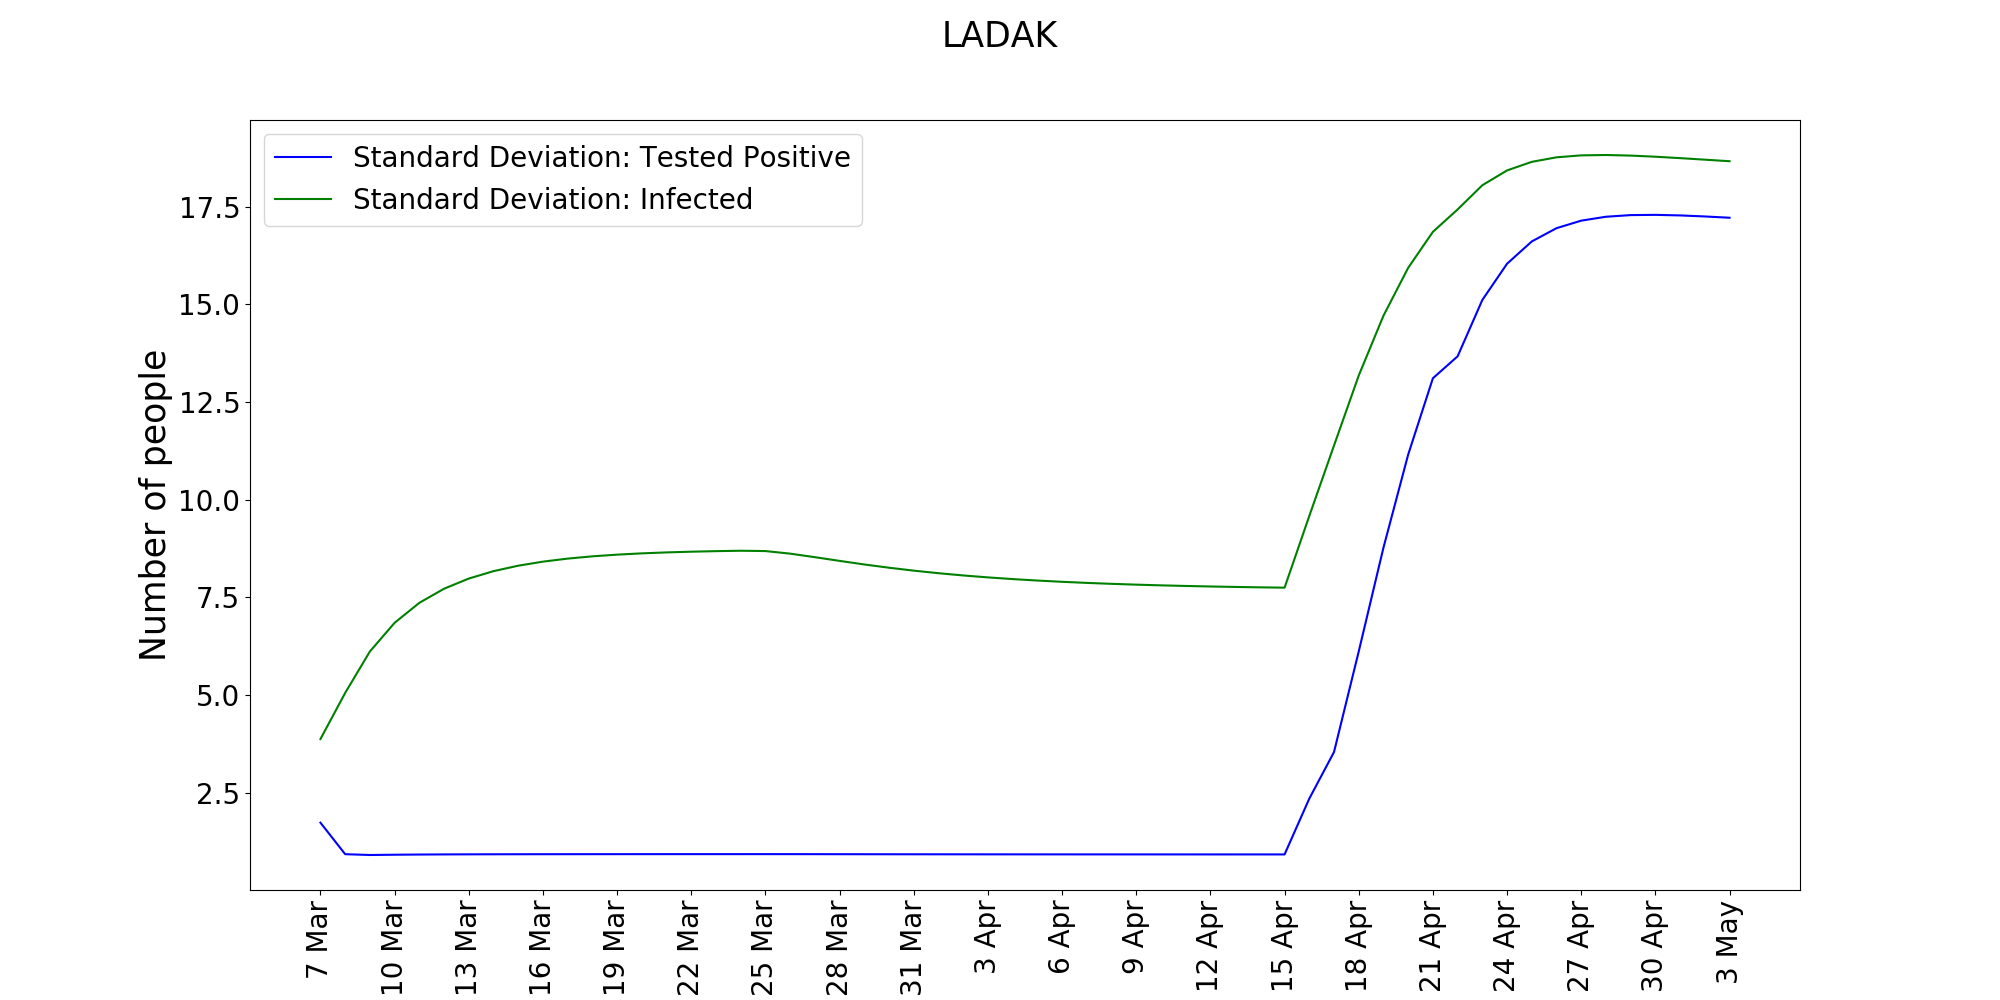 LADAK
Standard Deviation: Tested Positive
Standard Deviation: Infected
Number of people
17.5
15.0
12.5
10.0
7.5
5.0
2.5
7 Mar
10 Mar
13 Mar
16 Mar
19 Mar
22 Mar
25 Mar
28 Mar
31 Mar
3 Apr
6 Apr
9 Apr
12 Apr
15 Apr
18 Apr
21 Apr
24 Apr
27 Apr
30 Apr
3 May